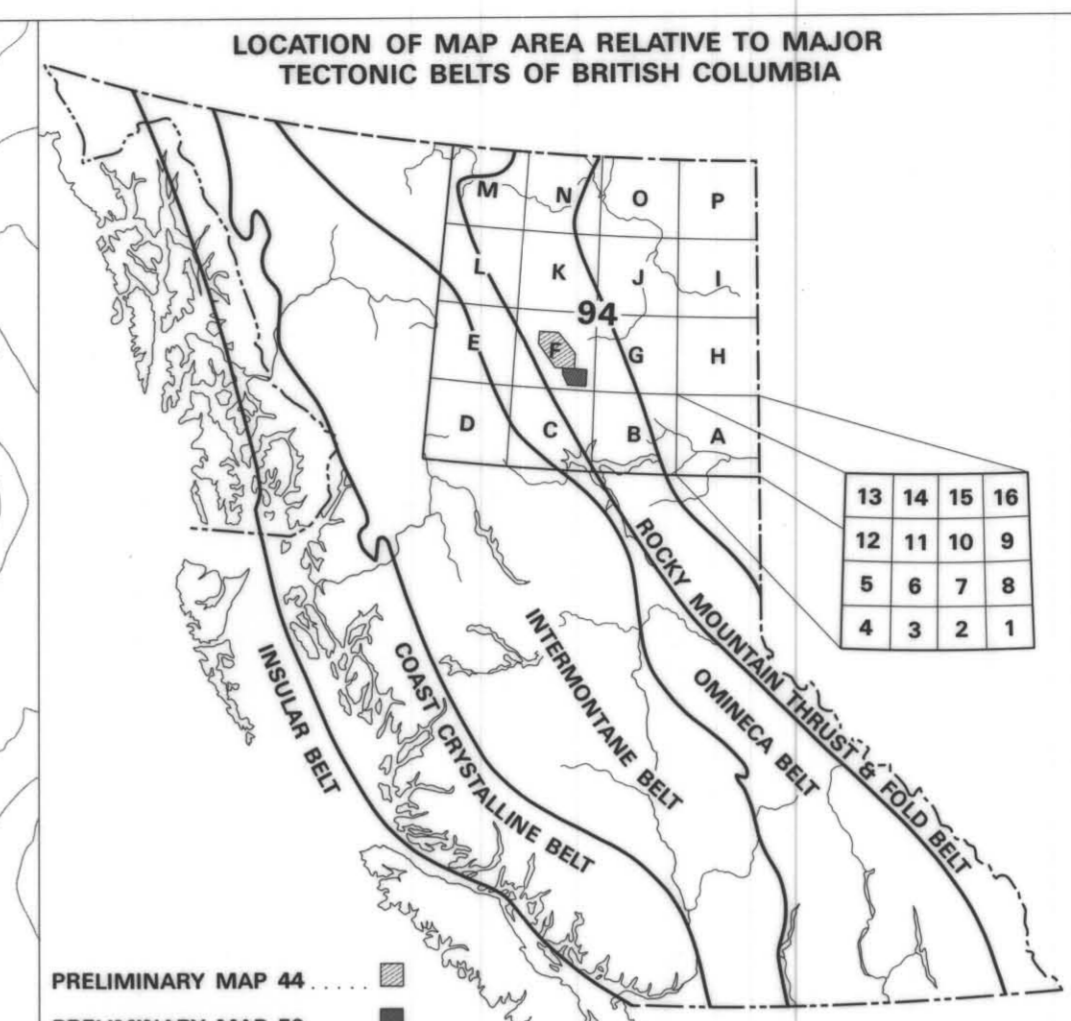 LOCATION OF MAP AREA RELATIVE TO MAJOR
TECTONIC BELTS OF BRITISH COLUMBIA
M N O P
L K J I
94
E F G H
D C B A
13 14 15 16
12 11 10 9
5 6 7 8
4 3 2 1
INSULAR BELT
COAST CRYSTALLINE BELT
INTERMONTANE BELT
OMINECA BELT
ROCKY MOUNTAIN THRUST & FOLD BELT
PRELIMINARY MAP 44 . . . . .
PRELIMINARY MAP